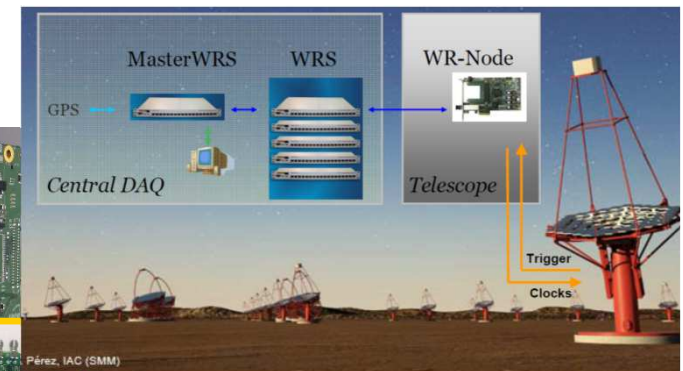 MasterWRS WRS WR-Node
GPS
Central DAQ
Telescope
Trigger
Clocks
Pérez, IAC (SMM)